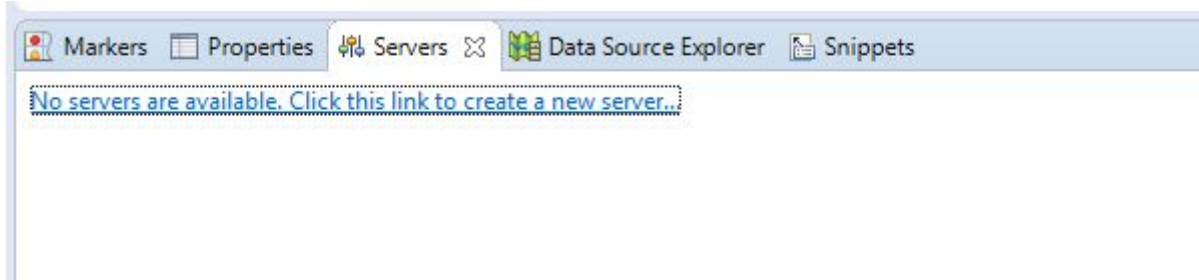 Markers Properties Servers Data Source Explorer Snippets
No servers are available. Click this link to create a new server...